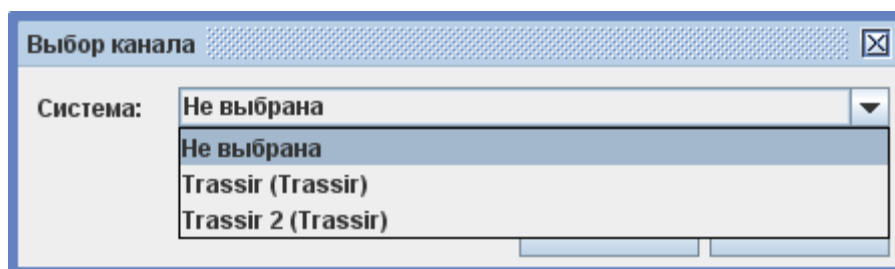 Выбор канала
Система: Не выбрана
Не выбрана
Trassir (Trassir)
Trassir 2 (Trassir)